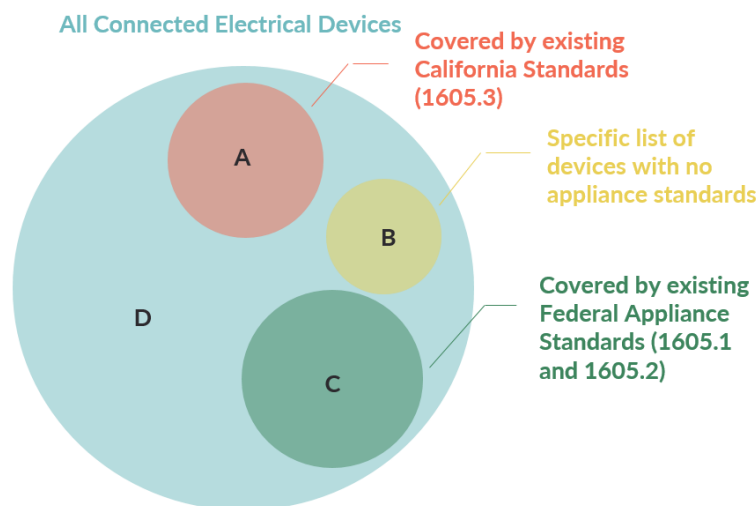 All Connected Electrical Devices
Covered by existing
California Standards
(1605.3)
A
Specific list of
devices with no
appliance standards
B
Covered by existing
Federal Appliance
Standards (1605.1
and 1605.2)
D
C